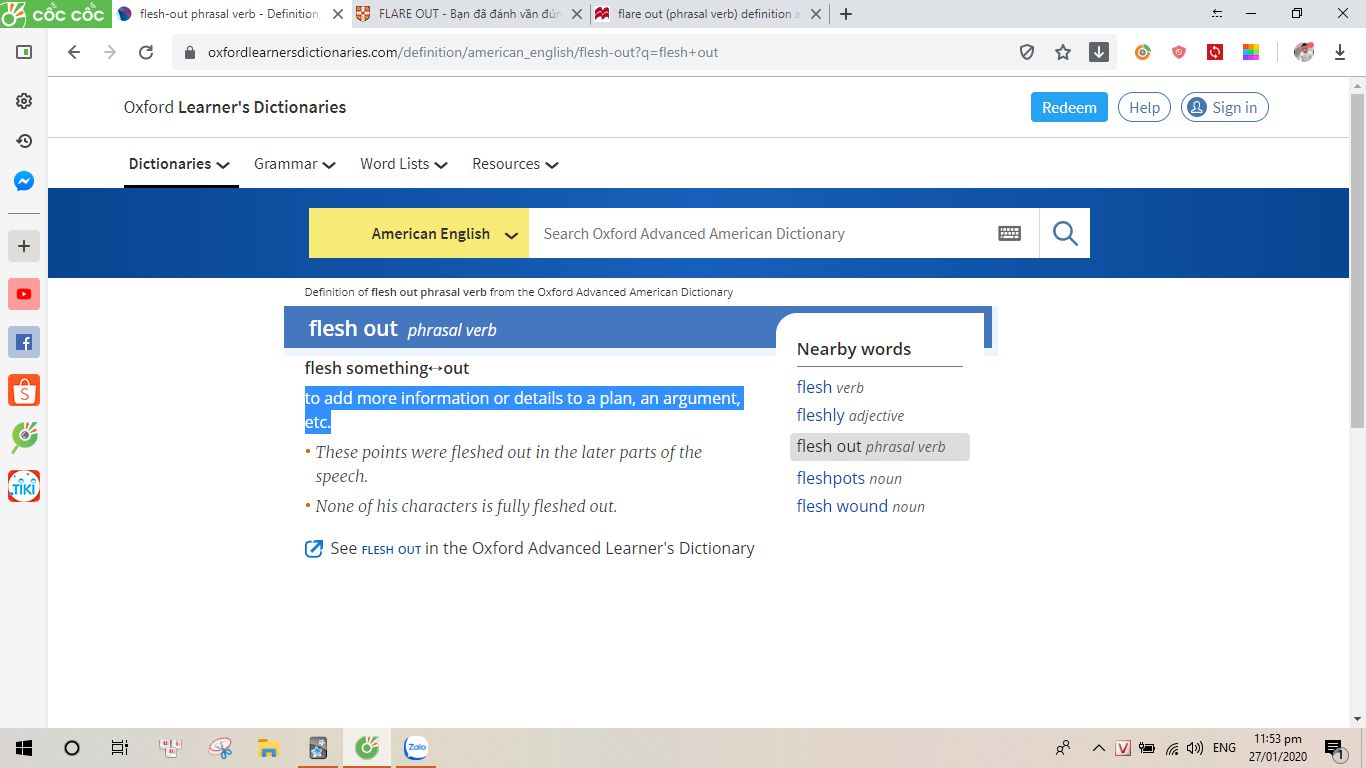 cốc cốc
flesh-out phrasal verb - Definition,
FLARE OUT - Bạn đã đánh vần đún
flare out (phrasal verb) definition a
oxfordlearnersdictionaries.com/definition/american_english/flesh-out?q=flesh+out
Oxford Learner's Dictionaries
Redeem
Help
Sign in
Dictionaries
Grammar
Word Lists
Resources
American English
Search Oxford Advanced American Dictionary
Definition of flesh out phrasal verb from the Oxford Advanced American Dictionary
flesh out phrasal verb
flesh something↔out
to add more information or details to a plan, an argument,
etc.
• These points were fleshed out in the later parts of the
speech.
• None of his characters is fully fleshed out.
See FLESH OUT in the Oxford Advanced Learner's Dictionary
Nearby words
flesh verb
fleshly adjective
flesh out phrasal verb
fleshpots noun
flesh wound noun
TIKI
Zalo
V
ENG
11:53 pm
27/01/2020
1